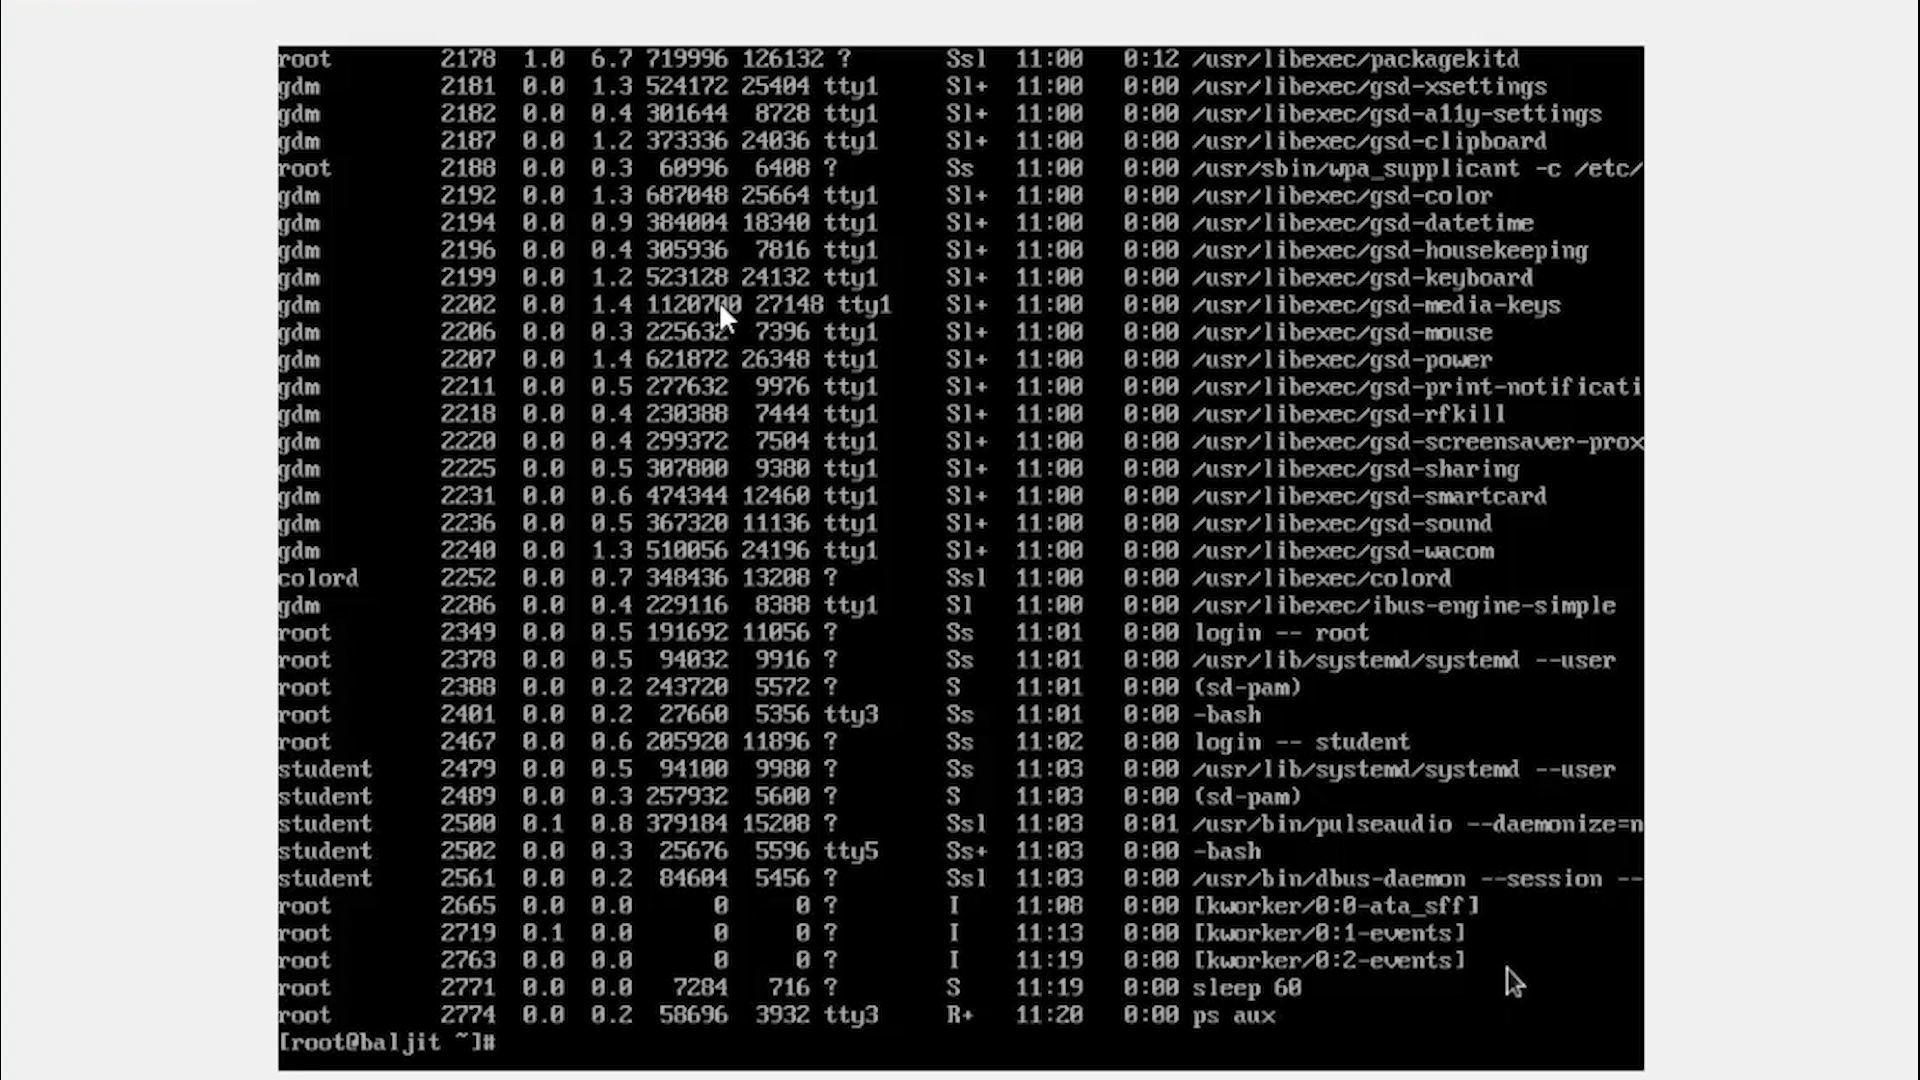 root 2178 1.0 6.7 719996 126132 ? Ssl 11:00 0:12 /usr/libexec/packagekitd
gdm 2181 0.0 1.3 524172 25404 tty1 Sl+ 11:00 0:00 /usr/libexec/gsd-xsettings
gdm 2182 0.0 0.4 301644 8728 tty1 Sl+ 11:00 0:00 /usr/libexec/gsd-a11y-settings
gdm 2187 0.0 1.2 373336 24036 tty1 Sl+ 11:00 0:00 /usr/libexec/gsd-clipboard
root 2188 0.0 0.3 60996 6408 ? Ss 11:00 0:00 /usr/sbin/wpa_supplicant -c /etc/
gdm 2192 0.0 1.3 687048 25664 tty1 Sl+ 11:00 0:00 /usr/libexec/gsd-color
gdm 2194 0.0 0.9 384004 18340 tty1 Sl+ 11:00 0:00 /usr/libexec/gsd-datetime
gdm 2196 0.0 0.4 305936 7816 tty1 Sl+ 11:00 0:00 /usr/libexec/gsd-housekeeping
gdm 2199 0.0 1.2 523128 24132 tty1 Sl+ 11:00 0:00 /usr/libexec/gsd-keyboard
gdm 2202 0.0 1.4 1120700 27148 tty1 Sl+ 11:00 0:00 /usr/libexec/gsd-media-keys
gdm 2206 0.0 0.3 225632 7396 tty1 Sl+ 11:00 0:00 /usr/libexec/gsd-mouse
gdm 2207 0.0 1.4 621872 26348 tty1 Sl+ 11:00 0:00 /usr/libexec/gsd-power
gdm 2211 0.0 0.5 277632 9976 tty1 Sl+ 11:00 0:00 /usr/libexec/gsd-print-notificati
gdm 2218 0.0 0.4 230388 7444 tty1 Sl+ 11:00 0:00 /usr/libexec/gsd-rfkill
gdm 2220 0.0 0.4 299372 7504 tty1 Sl+ 11:00 0:00 /usr/libexec/gsd-screensaver-prox
gdm 2225 0.0 0.5 307800 9380 tty1 Sl+ 11:00 0:00 /usr/libexec/gsd-sharing
gdm 2231 0.0 0.6 474344 12460 tty1 Sl+ 11:00 0:00 /usr/libexec/gsd-smartcard
gdm 2236 0.0 0.5 367320 11136 tty1 Sl+ 11:00 0:00 /usr/libexec/gsd-sound
gdm 2240 0.0 1.3 510056 24196 tty1 Sl+ 11:00 0:00 /usr/libexec/gsd-wacom
colord 2252 0.0 0.7 348436 13208 ? Ssl 11:00 0:00 /usr/libexec/colord
gdm 2286 0.0 0.4 229116 8388 tty1 Sl 11:00 0:00 /usr/libexec/ibus-engine-simple
root 2349 0.0 0.5 191692 11056 ? Ss 11:01 0:00 login -- root
root 2378 0.0 0.5 94032 9916 ? Ss 11:01 0:00 /usr/lib/systemd/systemd --user
root 2388 0.0 0.2 243720 5572 ? S 11:01 0:00 (sd-pam)
root 2401 0.0 0.2 27660 5356 tty3 Ss 11:01 0:00 -bash
root 2467 0.0 0.6 205920 11896 ? Ss 11:02 0:00 login -- student
student 2479 0.0 0.5 94100 9980 ? Ss 11:03 0:00 /usr/lib/systemd/systemd --user
student 2489 0.0 0.3 257932 5600 ? S 11:03 0:00 (sd-pam)
student 2500 0.1 0.8 379184 15208 ? Ssl 11:03 0:01 /usr/bin/pulseaudio --daemonize=n
student 2502 0.0 0.3 25676 5596 tty5 Ss+ 11:03 0:00 -bash
student 2561 0.0 0.2 84604 5456 ? Ssl 11:03 0:00 /usr/bin/dbus-daemon --session --
root 2665 0.0 0.0 0 0 ? I 11:08 0:00 [kworker/0:0-ata_sff]
root 2719 0.1 0.0 0 0 ? I 11:13 0:00 [kworker/0:1-events]
root 2763 0.0 0.0 0 0 ? I 11:19 0:00 [kworker/0:2-events]
root 2771 0.0 0.0 7284 716 ? S 11:19 0:00 sleep 60
root 2774 0.0 0.2 58696 3932 tty3 R+ 11:20 0:00 ps aux
[root@baljit ~]#